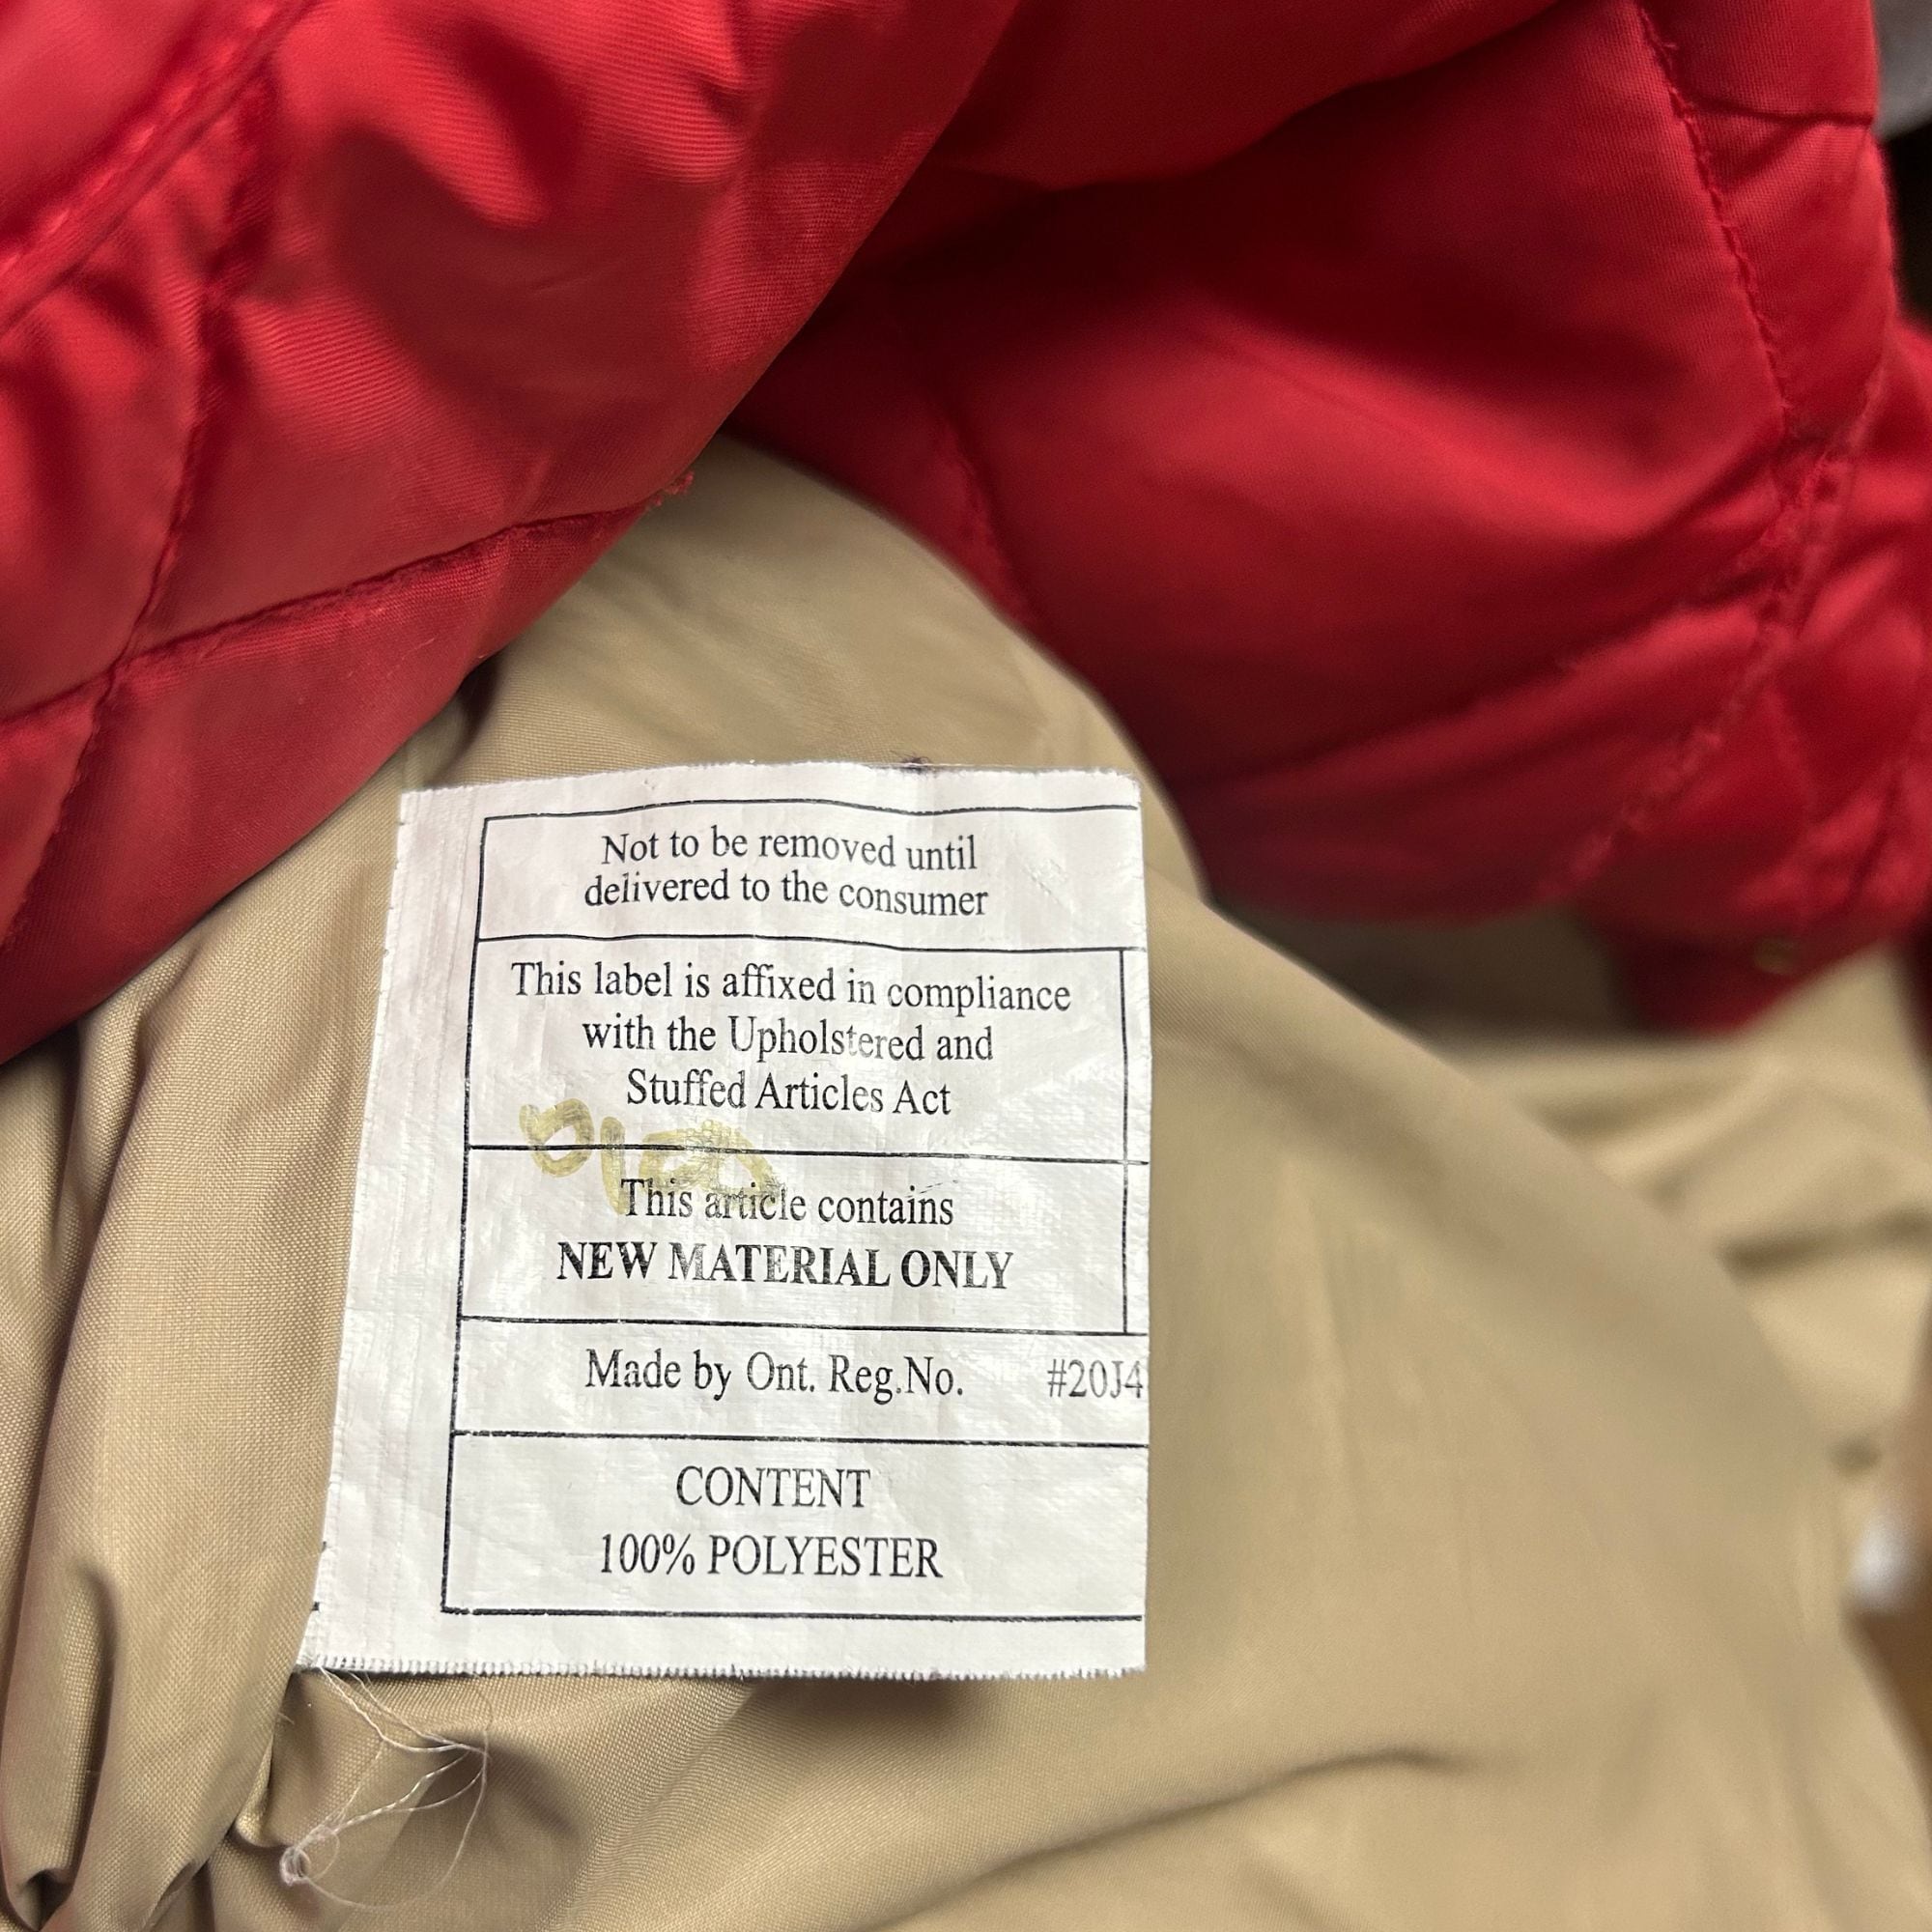 Not to be removed until
delivered to the consumer
This label is affixed in compliance
with the Upholstered and
Stuffed Articles Act
This article contains
NEW MATERIAL ONLY
Made by Ont. Reg.No. #20J4
CONTENT
100% POLYESTER